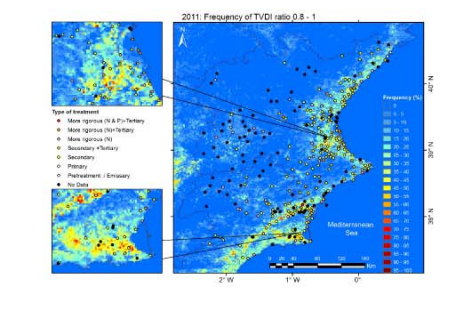 2011: Frequency of TVDI ratio 0.8 - 1
Type of treatment
More rigorous (N & P)+Tertiary
More rigorous (N)+Tertiary
More rigorous (N)
Secondary +Tertiary
Secondary
Primary
Pretreatment / Emissary
No Data
Frequency (%)
0
0 - 5
5 - 10
10 - 15
15 - 20
20 - 25
25 - 30
30 - 35
35 - 40
40 - 45
45 - 50
50 - 55
55 - 60
60 - 65
65 - 70
70 - 75
75 - 80
80 - 85
85 - 90
90 - 95
95 - 100
40° N
39° N
38° N
Mediterranean
Sea
Km
2° W
1° W
0°